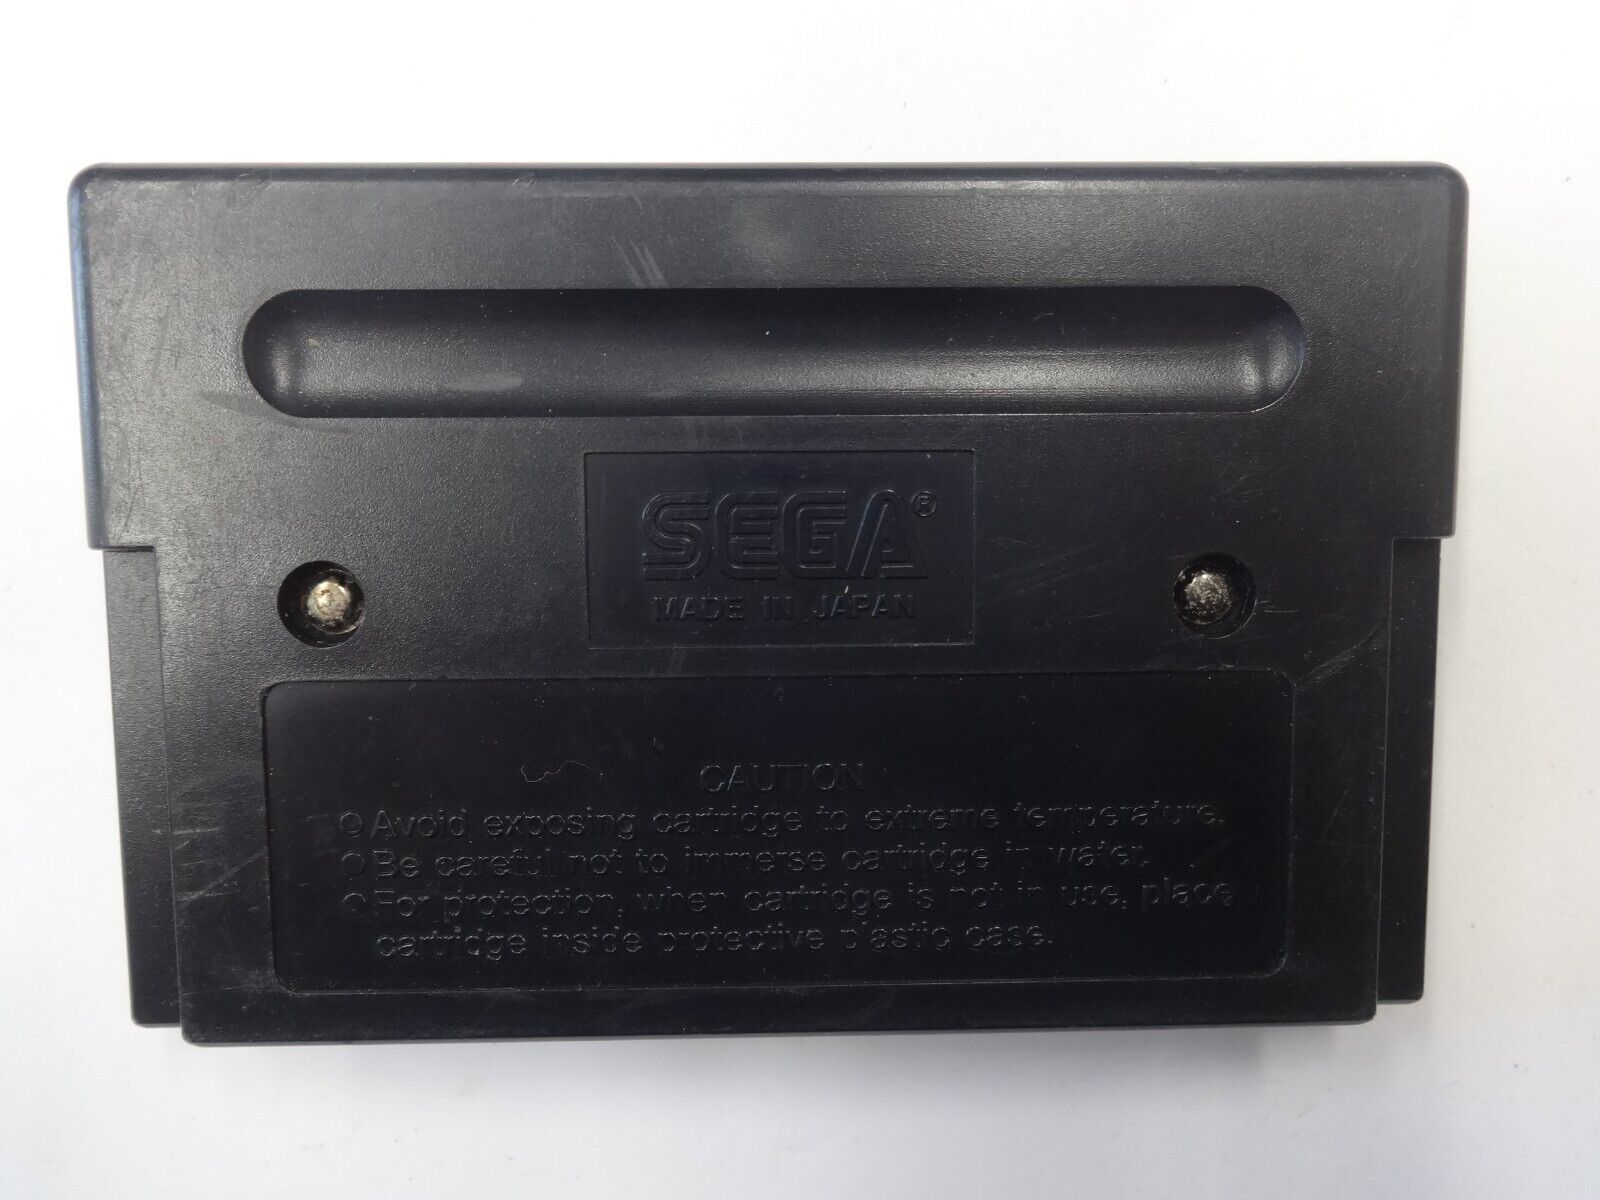 SEGA®
MADE IN JAPAN
CAUTION
Avoid exposing cartridge to extreme temperature.
Be careful not to immerse cartridge in water.
For protection, when cartridge is not in use, place
cartridge inside protective plastic case.